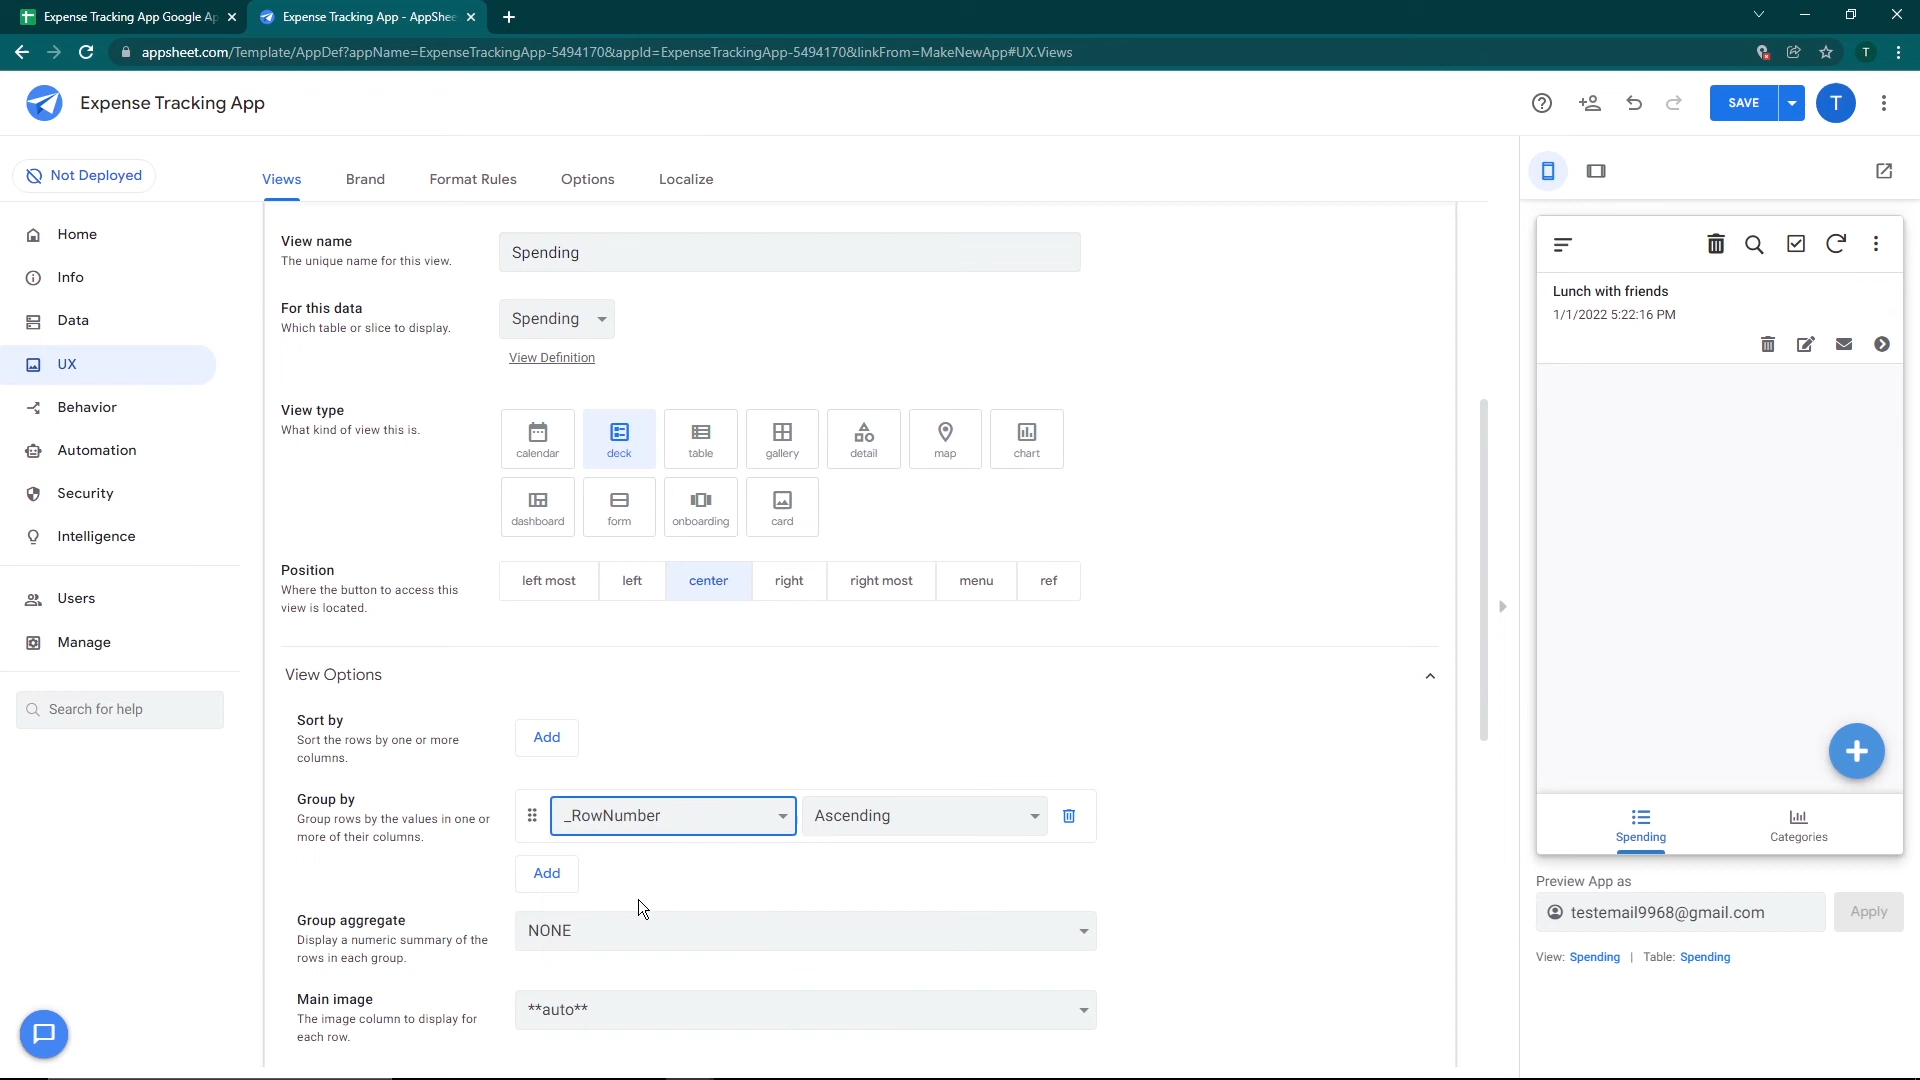 Expense Tracking App Google Ap
Expense Tracking App - AppShee
appsheet.com/Template/AppDef?appName=ExpenseTrackingApp-5494170&appId=ExpenseTrackingApp-5494170&linkFrom=MakeNewApp#UX.Views
T
Expense Tracking App
SAVE
T
Not Deployed
Views
Brand
Format Rules
Options
Localize
Home
Info
Data
UX
Behavior
Automation
Security
Intelligence
Users
Manage
Search for help
View name
The unique name for this view.
Spending
For this data
Which table or slice to display.
Spending
View Definition
View type
What kind of view this is.
calendar
deck
table
gallery
detail
map
chart
dashboard
form
onboarding
card
Position
Where the button to access this
view is located.
left most
left
center
right
right most
menu
ref
View Options
Sort by
Sort the rows by one or more
columns.
Add
Group by
Group rows by the values in one or
more of their columns.
_RowNumber
Ascending
Add
Group aggregate
Display a numeric summary of the
rows in each group.
NONE
Main image
The image column to display for
each row.
**auto**
Lunch with friends
1/1/2022 5:22:16 PM
Spending
Categories
Preview App as
testemail9968@gmail.com
Apply
View: Spending | Table: Spending